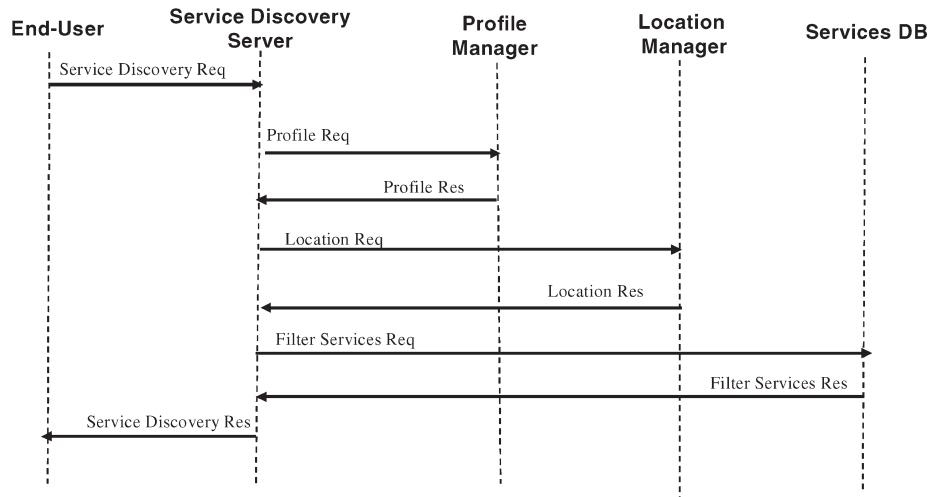 End-User
Service Discovery
Server
Profile
Manager
Location
Manager
Services DB
Service Discovery Req
Profile Req
Profile Res
Location Req
Location Res
Filter Services Req
Filter Services Res
Service Discovery Res